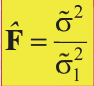 F̂ = σ̃² / σ̃₁²